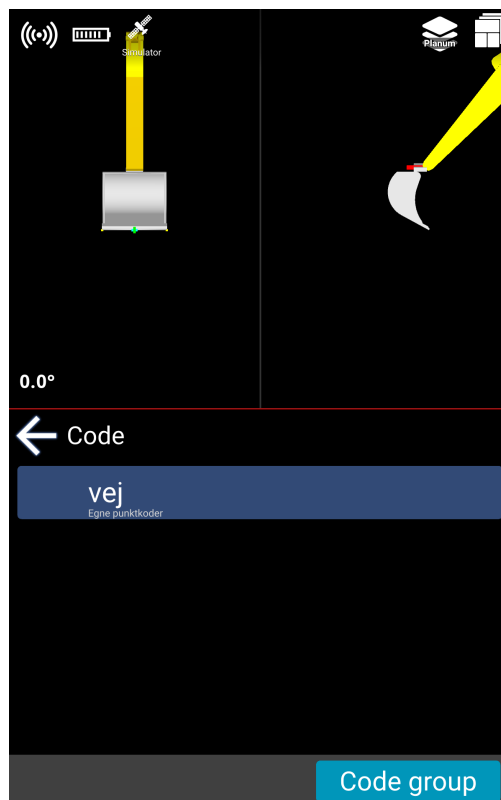 Simulator
Planum
0.0°
Code
vej
Egne punktkoder
Code group